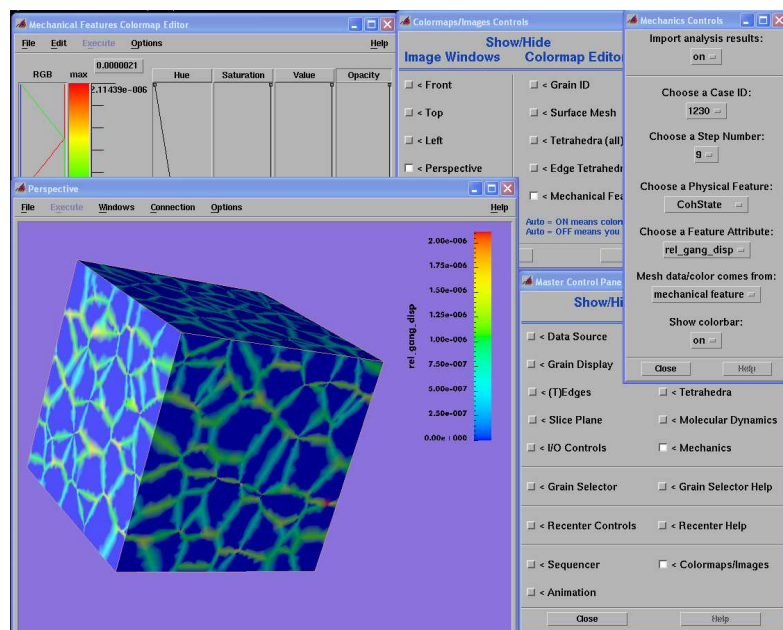 Mechanical Features Colormap Editor
File Edit Execute Options Help
0.0000021
RGB max Hue Saturation Value Opacity
2.11439e-006
Colormaps/Images Controls
Show/Hide
Image Windows Colormap Editor
< Front < Grain ID
< Top < Surface Mesh
< Left < Tetrahedra (all)
< Perspective < Edge Tetrahedr
< Mechanical Fea
Auto = ON means colorm
Auto = OFF means you
Mechanics Controls
Import analysis results:
on
Choose a Case ID:
1230
Choose a Step Number:
9
Choose a Physical Feature:
CohState
Choose a Feature Attribute:
rel_gang_disp
Mesh data/color comes from:
mechanical feature
Show colorbar:
on
Close Help
Perspective
File Execute Windows Connection Options Help
2.00e-006
1.75e-006
1.50e-006
1.25e-006
1.00e-006
7.50e-007
5.00e-007
2.50e-007
0.00e+000
rel_gang_disp
Master Control Pane
Show/Hi
< Data Source
< Grain Display
< (T)Edges < Tetrahedra
< Slice Plane < Molecular Dynamics
< I/O Controls < Mechanics
< Grain Selector < Grain Selector Help
< Recenter Controls < Recenter Help
< Sequencer < Colormaps/Images
< Animation
Close Help